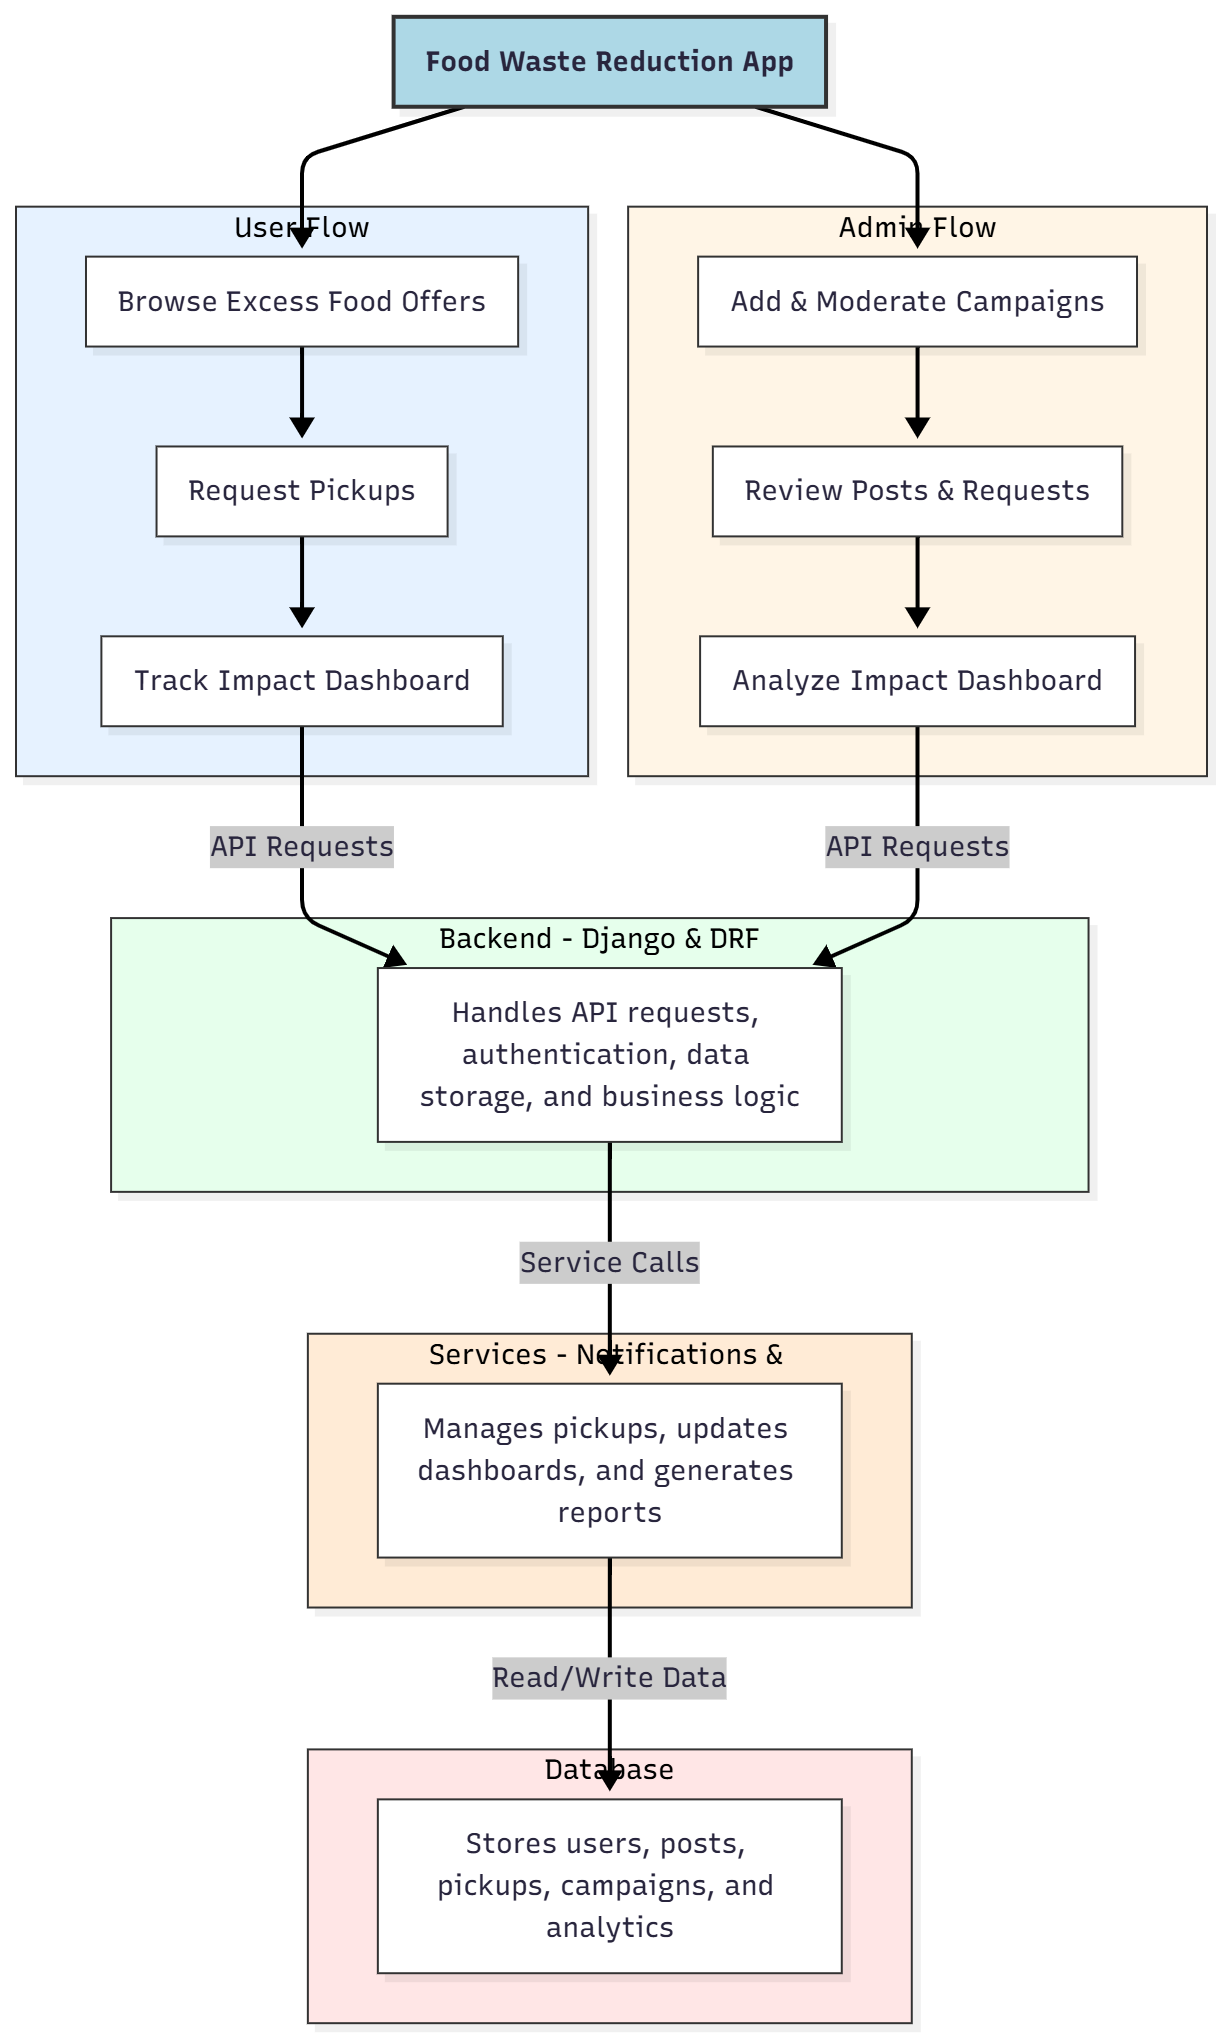 Food Waste Reduction App
User Flow
Browse Excess Food Offers
Request Pickups
Track Impact Dashboard
API Requests
Admin Flow
Add & Moderate Campaigns
Review Posts & Requests
Analyze Impact Dashboard
API Requests
Backend - Django & DRF
Handles API requests,
authentication, data
storage, and business logic
Service Calls
Services - Notifications &
Manages pickups, updates
dashboards, and generates
reports
Read/Write Data
Database
Stores users, posts,
pickups, campaigns, and
analytics